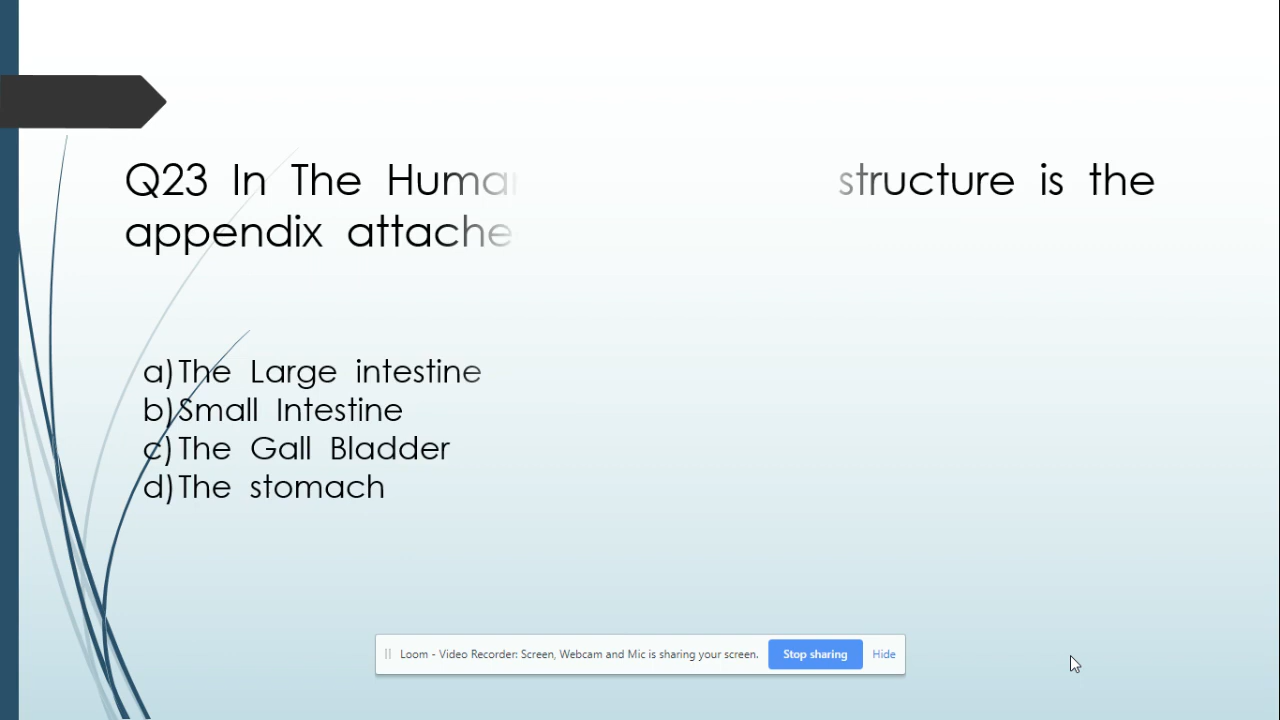 Q23 In The Human structure is the
appendix attache
a) The Large intestine
b) Small Intestine
c) The Gall Bladder
d) The stomach
Loom - Video Recorder: Screen, Webcam and Mic is sharing your screen. Stop sharing Hide